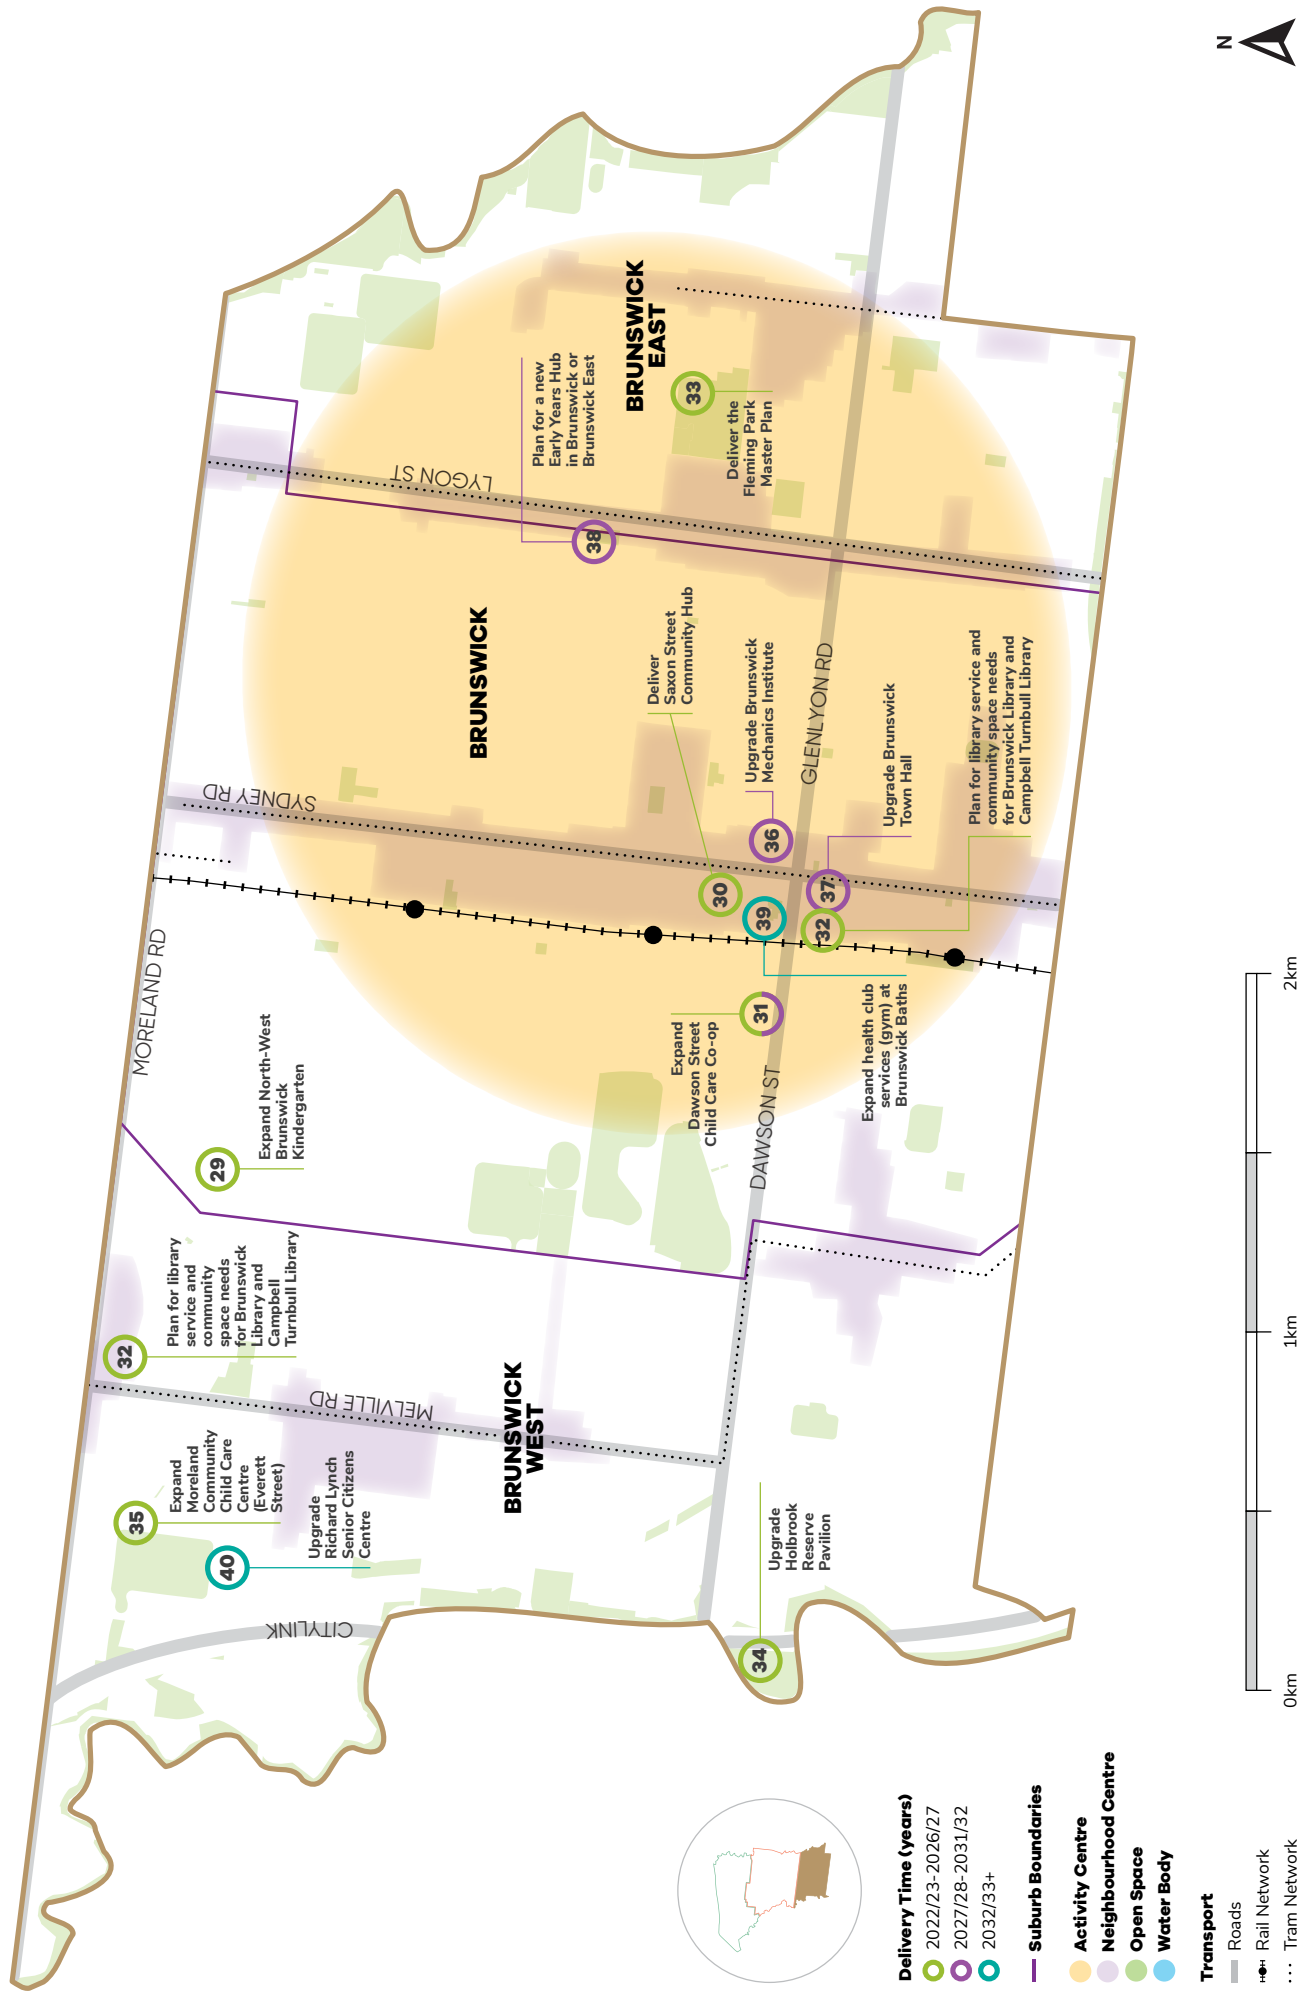 MORELAND RD
CITYLINK
MELVILLE RD
SYDNEY RD
LYGON ST
DAWSON ST
GLENLYON RD
BRUNSWICK
WEST
BRUNSWICK
BRUNSWICK
EAST
35
Expand
Moreland
Community
Child Care
Centre
(Everett
Street)
40
Upgrade
Richard Lynch
Senior Citizens
Centre
32
Plan for library
service and
community
space needs
for Brunswick
Library and
Campbell
Turnbull Library
29
Expand North-West
Brunswick
Kindergarten
34
Upgrade
Holbrook
Reserve
Pavilion
31
Expand
Dawson Street
Child Care Co-op
39
Expand health club
services (gym) at
Brunswick Baths
30
Deliver
Saxon Street
Community Hub
36
Upgrade Brunswick
Mechanics Institute
37
Upgrade Brunswick
Town Hall
32
Plan for library service and
community space needs
for Brunswick Library and
Campbell Turnbull Library
38
Plan for a new
Early Years Hub
in Brunswick or
Brunswick East
33
Deliver the
Fleming Park
Master Plan
N
Delivery Time (years)
2022/23-2026/27
2027/28-2031/32
2032/33+
Suburb Boundaries
Activity Centre
Neighbourhood Centre
Open Space
Water Body
Transport
Roads
Rail Network
Tram Network
0km
1km
2km